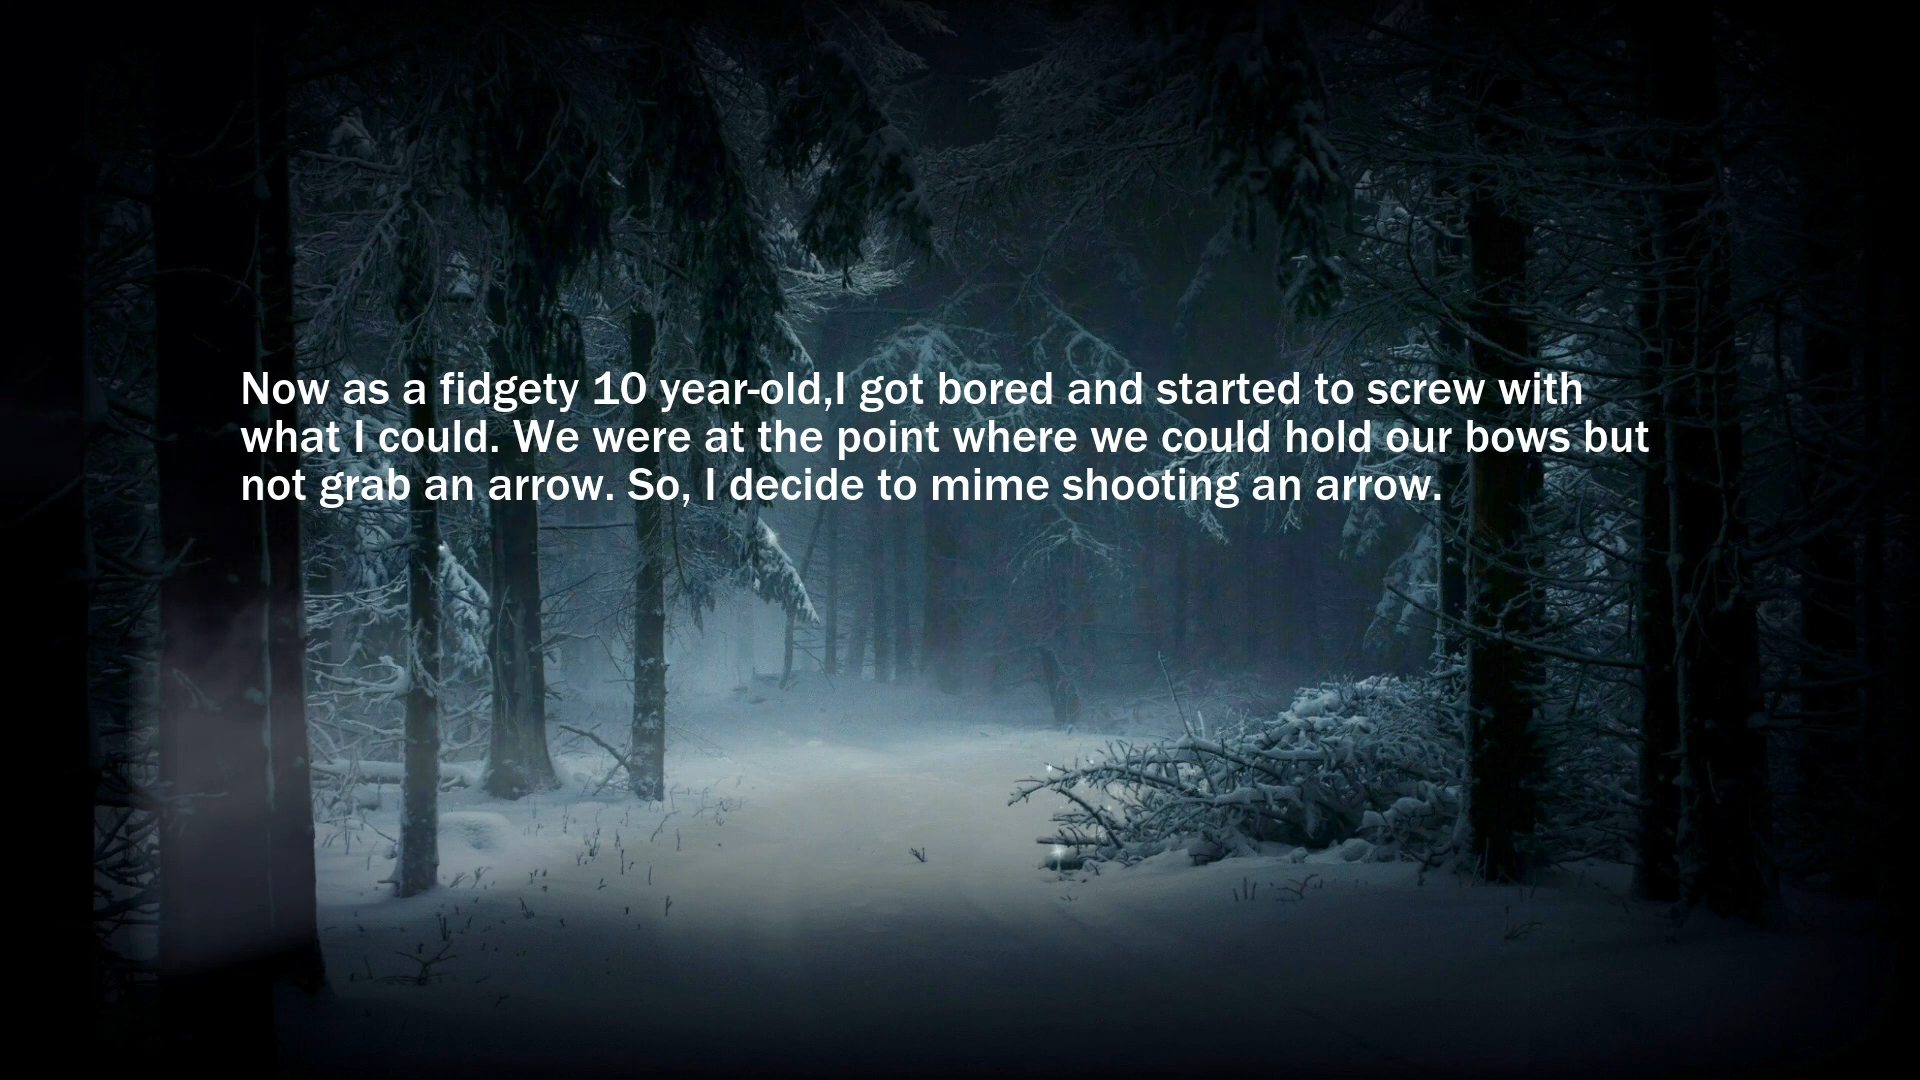 Now as a fidgety 10 year-old,I got bored and started to screw with
what I could. We were at the point where we could hold our bows but
not grab an arrow. So, I decide to mime shooting an arrow.